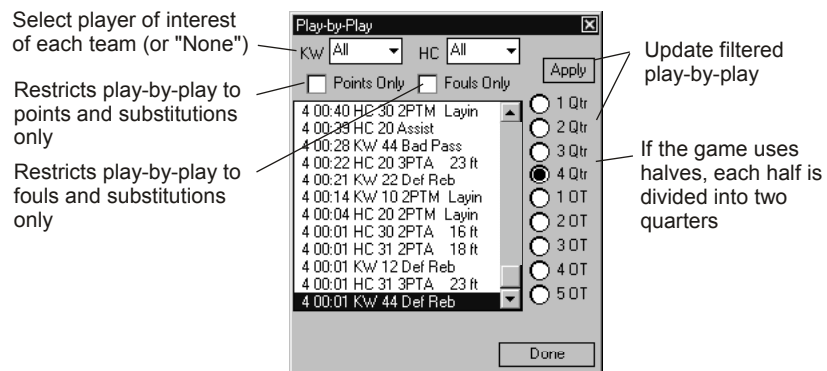 Select player of interest
of each team (or "None")
Restricts play-by-play to
points and substitutions
only
Restricts play-by-play to
fouls and substitutions
only
Play-by-Play
KW All HC All
Points Only Fouls Only
Apply
4 00:40 HC 30 2PTM Layin
4 00:39 HC 20 Assist
4 00:28 KW 44 Bad Pass
4 00:22 HC 20 3PTA 23 ft
4 00:21 KW 22 Def Reb
4 00:14 KW 10 2PTM Layin
4 00:04 HC 20 2PTM Layin
4 00:01 HC 30 2PTA 16 ft
4 00:01 HC 31 2PTA 18 ft
4 00:01 KW 12 Def Reb
4 00:01 HC 31 3PTA 23 ft
4 00:01 KW 44 Def Reb
1 Qtr
2 Qtr
3 Qtr
4 Qtr
1 OT
2 OT
3 OT
4 OT
5 OT
Done
Update filtered
play-by-play
If the game uses
halves, each half is
divided into two
quarters